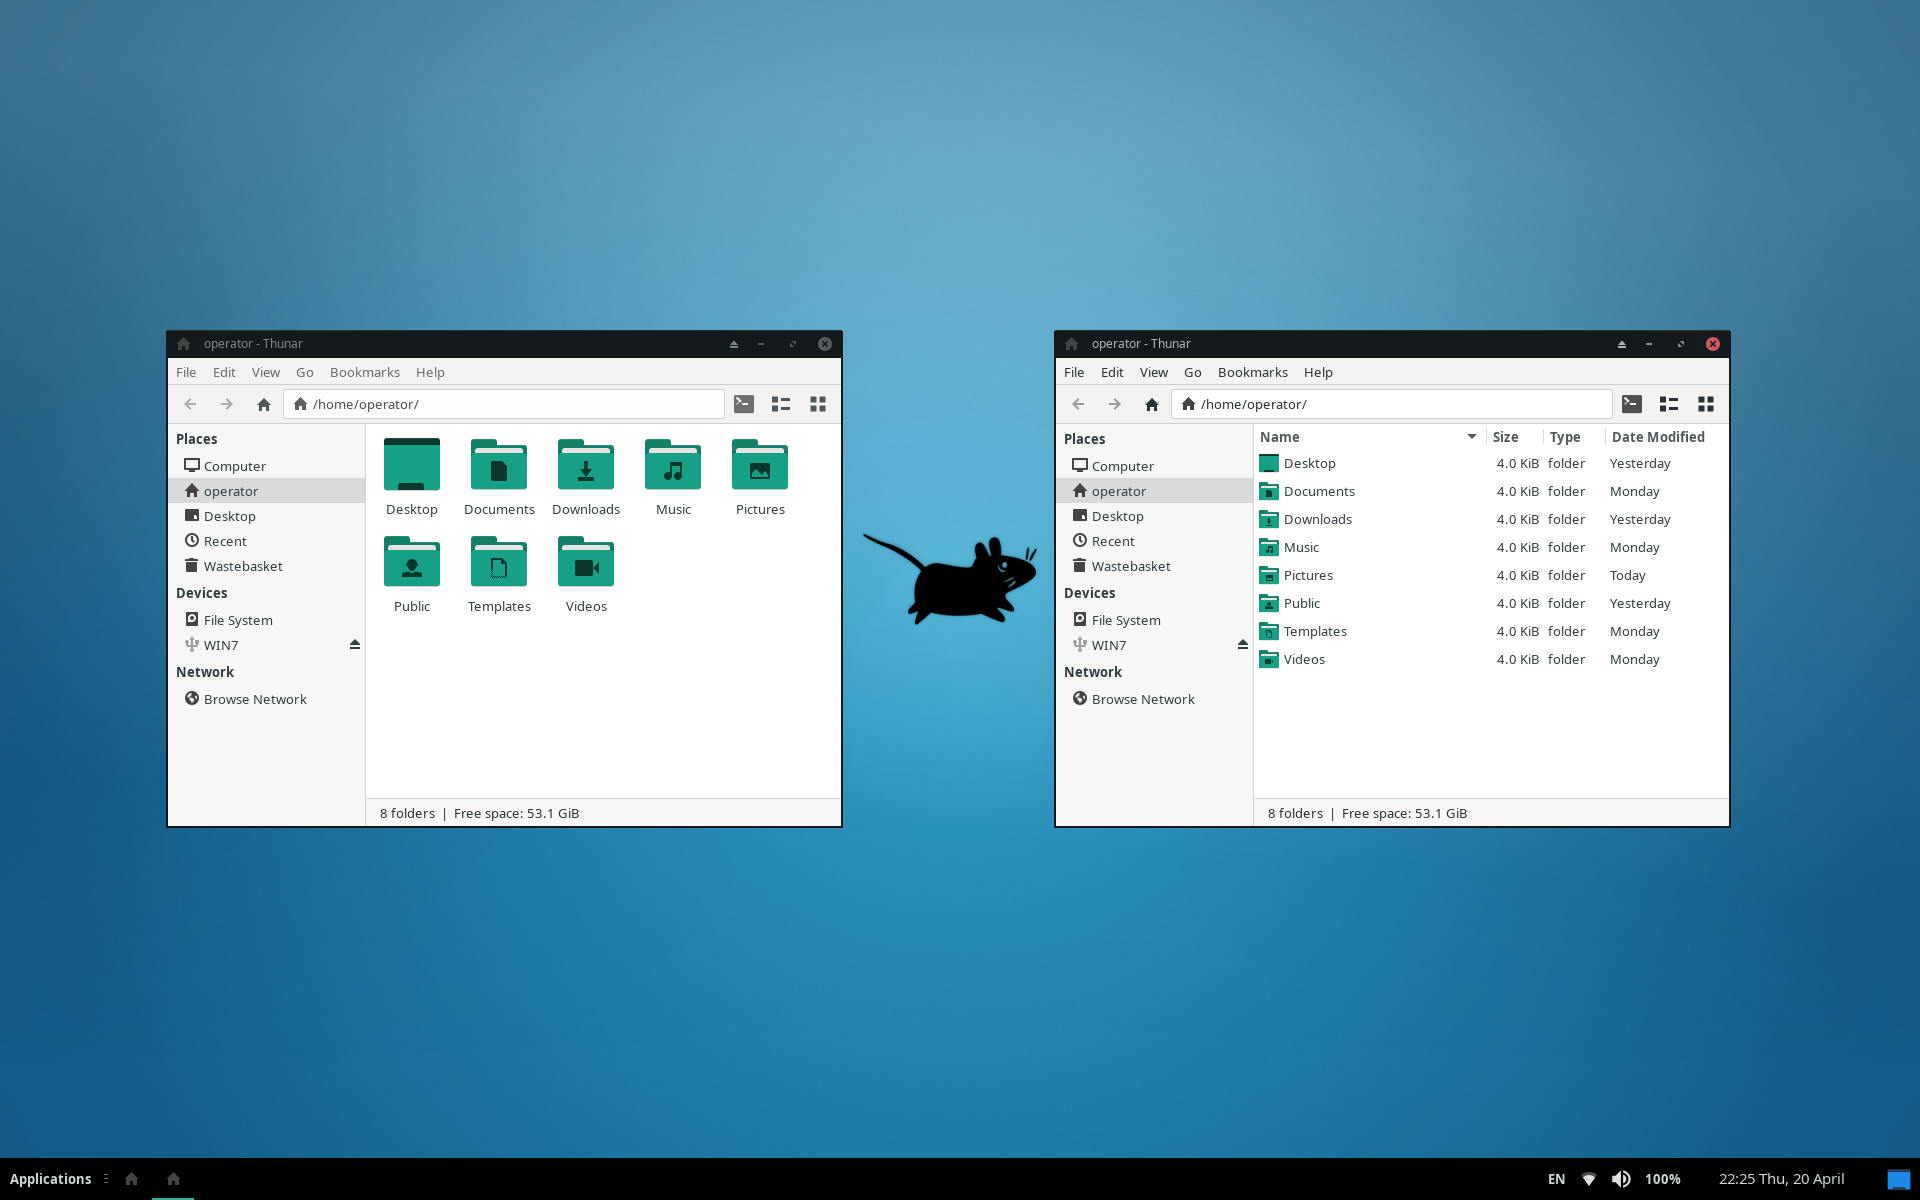 operator - Thunar
File Edit View Go Bookmarks Help
/home/operator/
Places
Computer
operator
Desktop
Recent
Wastebasket
Devices
File System
WIN7
Network
Browse Network
Desktop Documents Downloads Music Pictures
Public Templates Videos
8 folders | Free space: 53.1 GiB
operator - Thunar
File Edit View Go Bookmarks Help
/home/operator/
Places
Computer
operator
Desktop
Recent
Wastebasket
Devices
File System
WIN7
Network
Browse Network
Name Size Type Date Modified
Desktop 4.0 KiB folder Yesterday
Documents 4.0 KiB folder Monday
Downloads 4.0 KiB folder Yesterday
Music 4.0 KiB folder Monday
Pictures 4.0 KiB folder Today
Public 4.0 KiB folder Yesterday
Templates 4.0 KiB folder Monday
Videos 4.0 KiB folder Monday
8 folders | Free space: 53.1 GiB
Applications EN 100% 22:25 Thu, 20 April